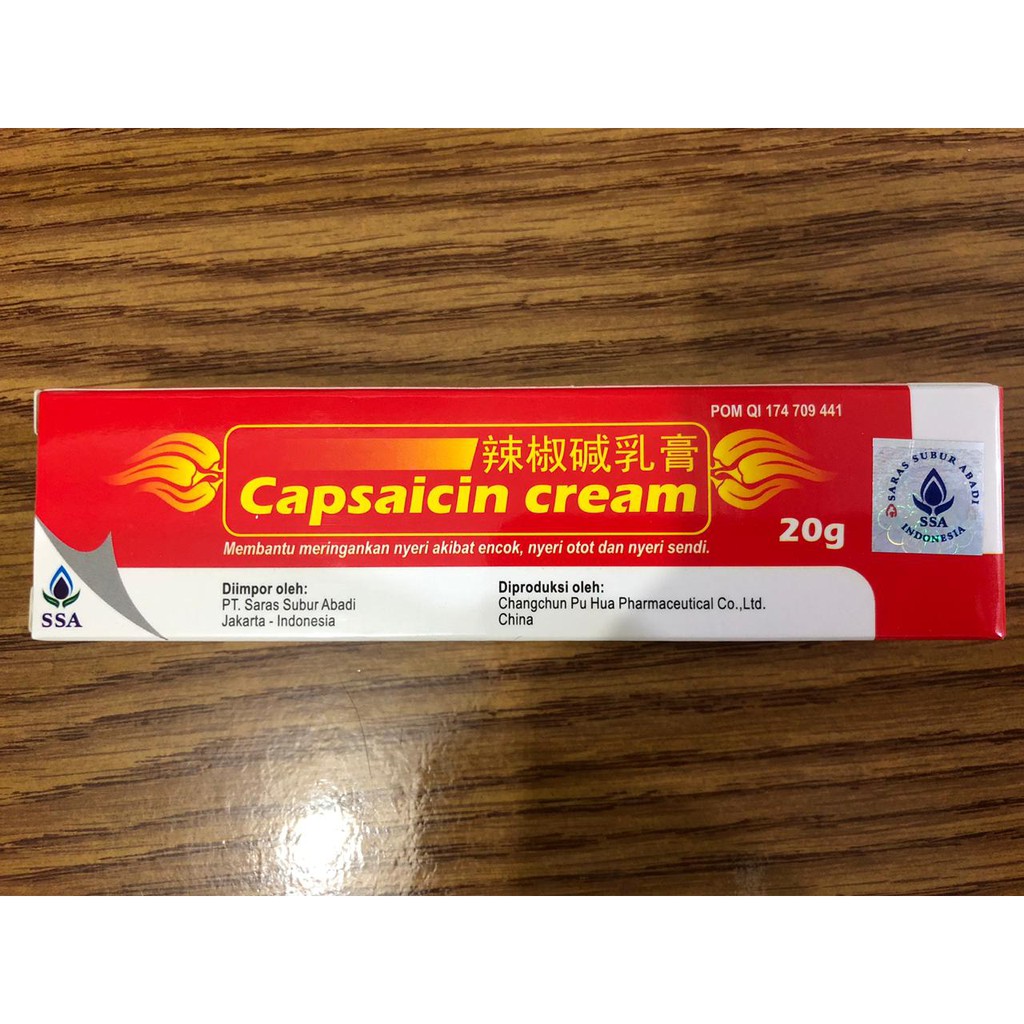 POM QI 174 709 441
辣椒碱乳膏
Capsaicin cream
20g
Membantu meringankan nyeri akibat encok, nyeri otot dan nyeri sendi.
SARAS SUBUR ABADI
SSA
INDONESIA
SSA
Diimpor oleh:
PT. Saras Subur Abadi
Jakarta - Indonesia
Diproduksi oleh:
Changchun Pu Hua Pharmaceutical Co.,Ltd.
China